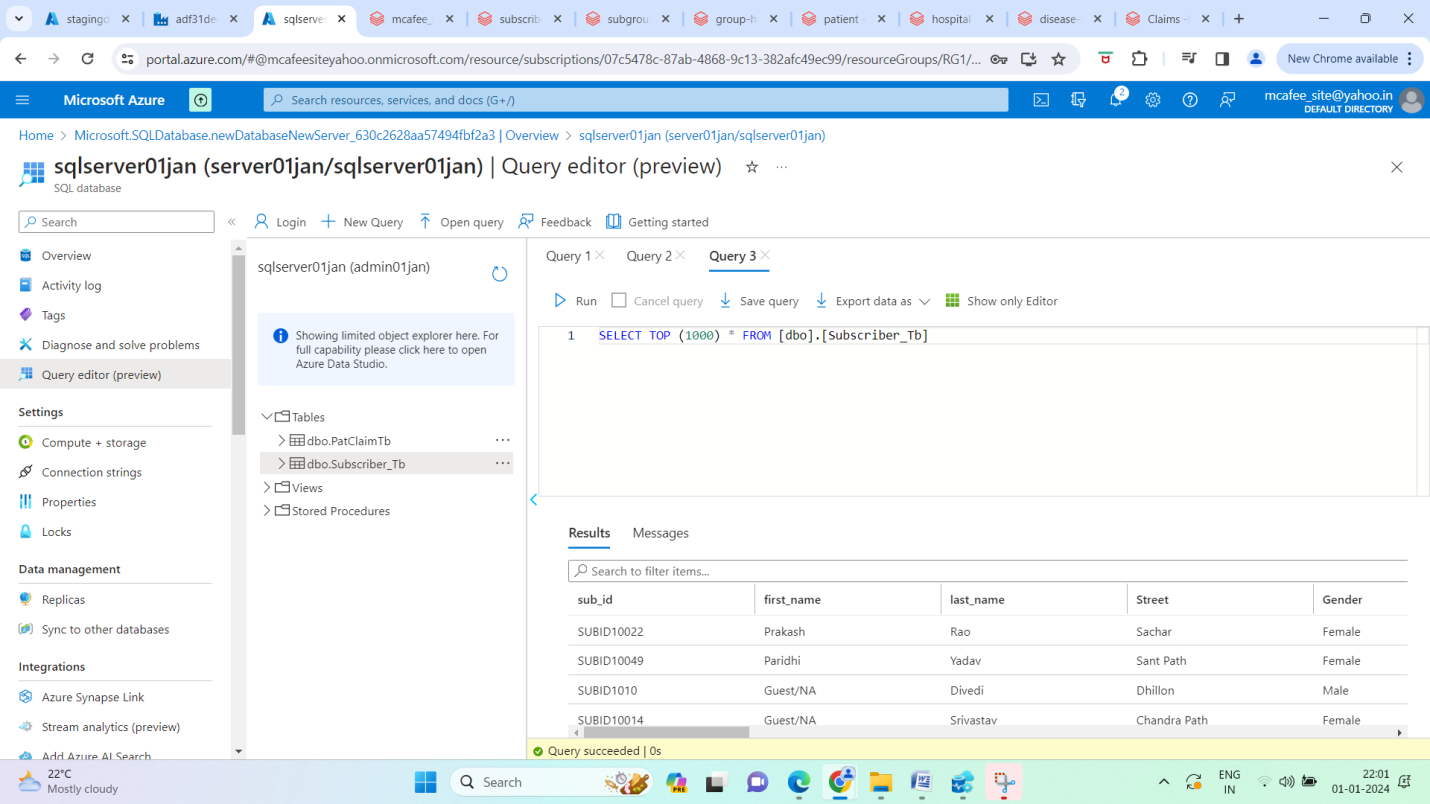 stagingd
adf31de
sqlserver
mcafee_
subscrib
subgrou
group-h
patient -
hospital
disease-
Claims -
portal.azure.com/#@mcafeesiteyahoo.onmicrosoft.com/resource/subscriptions/07c5478c-87ab-4868-9c13-382afc49ec99/resourceGroups/RG1/...
New Chrome available
Microsoft Azure
Search resources, services, and docs (G+/)
2
mcafee_site@yahoo.in
DEFAULT DIRECTORY
Home > Microsoft.SQLDatabase.newDatabaseNewServer_630c2628aa57494fbf2a3 | Overview > sqlserver01jan (server01jan/sqlserver01jan)
sqlserver01jan (server01jan/sqlserver01jan) | Query editor (preview)
SQL database
Search
Login
New Query
Open query
Feedback
Getting started
Overview
Activity log
Tags
Diagnose and solve problems
Query editor (preview)
Settings
Compute + storage
Connection strings
Properties
Locks
Data management
Replicas
Sync to other databases
Integrations
Azure Synapse Link
Stream analytics (preview)
Add Azure AI Search
sqlserver01jan (admin01jan)
Showing limited object explorer here. For
full capability please click here to open
Azure Data Studio.
Tables
dbo.PatClaimTb
dbo.Subscriber_Tb
Views
Stored Procedures
Query 1 Query 2 Query 3
Run Cancel query Save query Export data as Show only Editor
1 SELECT TOP (1000) * FROM [dbo].[Subscriber_Tb]
Results Messages
Search to filter items...
sub_id first_name last_name Street Gender
SUBID10022 Prakash Rao Sachar Female
SUBID10049 Paridhi Yadav Sant Path Female
SUBID1010 Guest/NA Divedi Dhillon Male
SUBID10014 Guest/NA Srivastav Chandra Path Female
Query succeeded | 0s
22°C
Mostly cloudy
Search
PRE
ENG
IN
22:01
01-01-2024